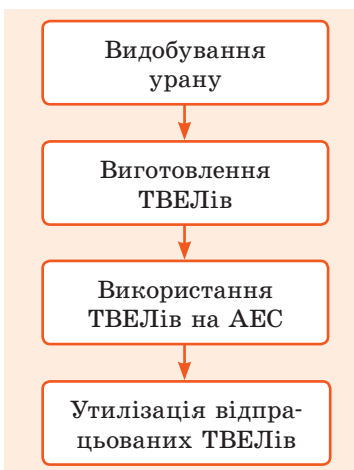 Видобування
урану
Виготовлення
ТВЕЛів
Використання
ТВЕЛів на АЕС
Утилізація відпра-
цьованих ТВЕЛів